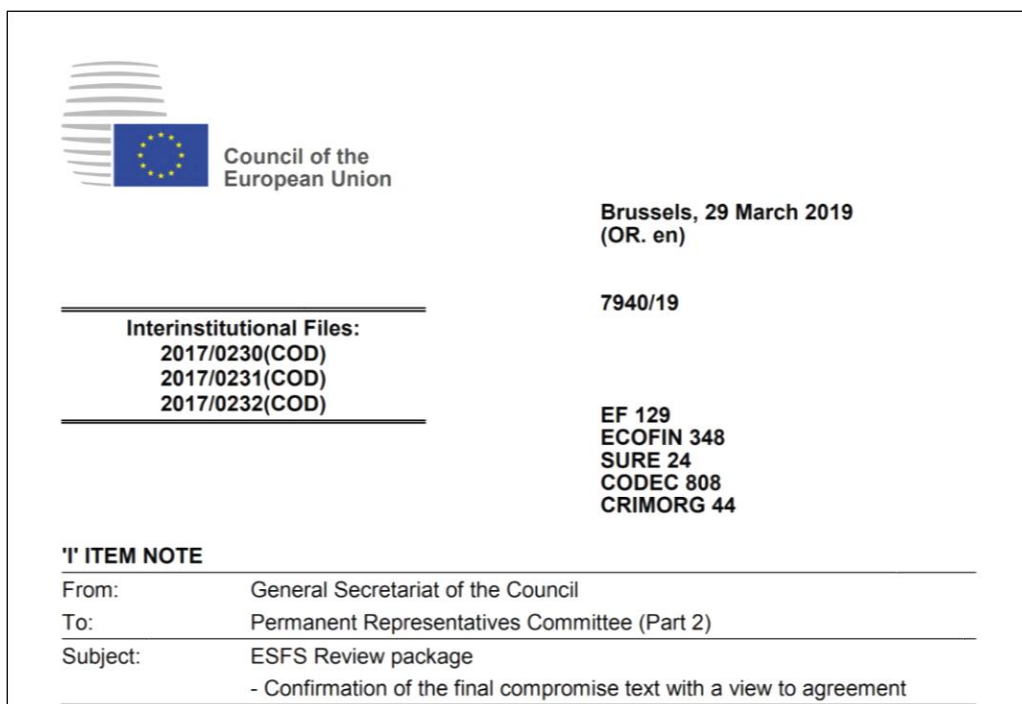 Council of the
European Union
Brussels, 29 March 2019
(OR. en)
7940/19
Interinstitutional Files:
2017/0230(COD)
2017/0231(COD)
2017/0232(COD)
EF 129
ECOFIN 348
SURE 24
CODEC 808
CRIMORG 44
'I' ITEM NOTE
From: General Secretariat of the Council
To: Permanent Representatives Committee (Part 2)
Subject: ESFS Review package
- Confirmation of the final compromise text with a view to agreement